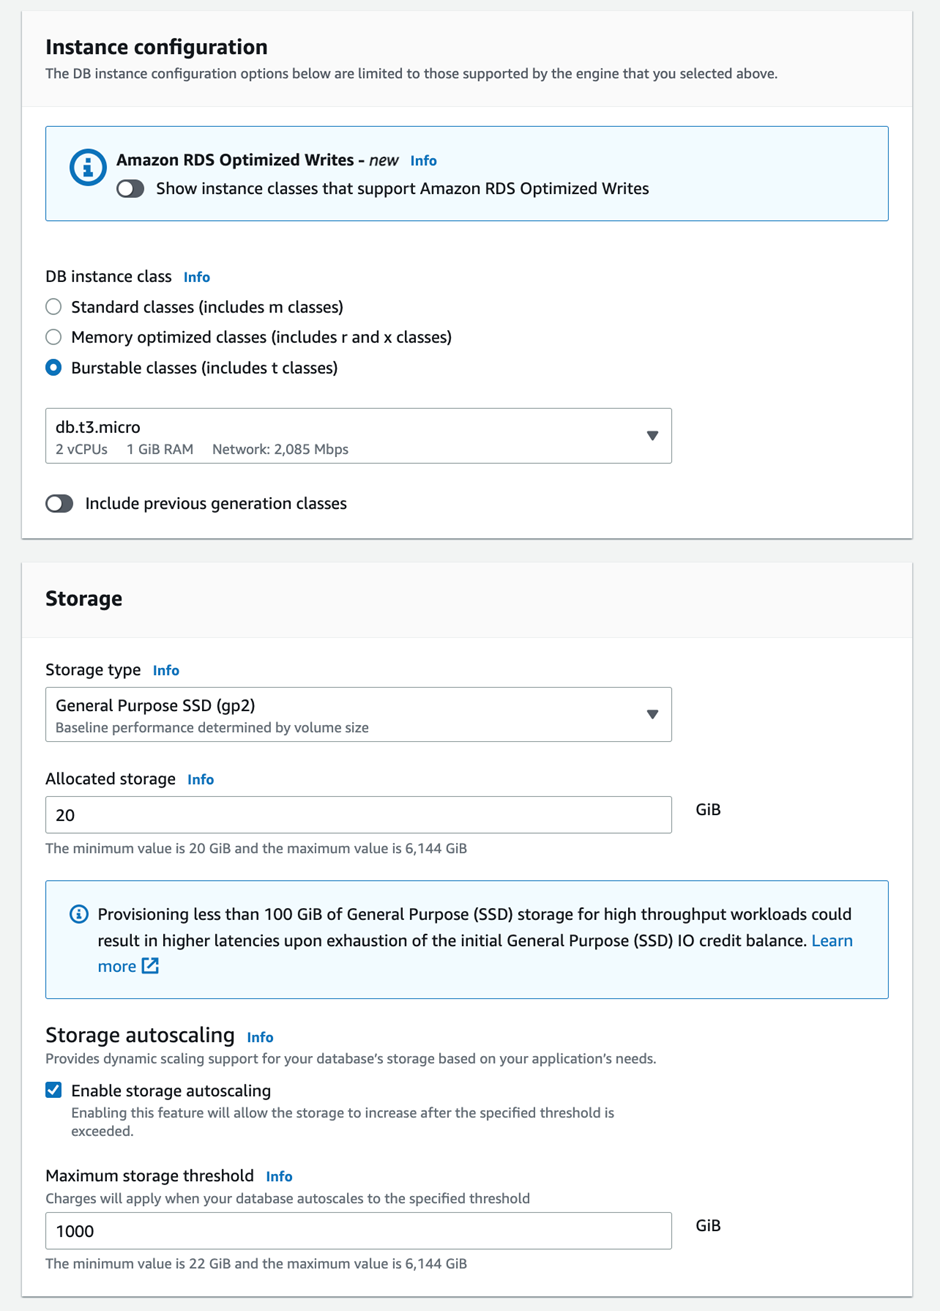 Instance configuration
The DB instance configuration options below are limited to those supported by the engine that you selected above.
Amazon RDS Optimized Writes - new Info
Show instance classes that support Amazon RDS Optimized Writes
DB instance class Info
Standard classes (includes m classes)
Memory optimized classes (includes r and x classes)
Burstable classes (includes t classes)
db.t3.micro
2 vCPUs 1 GiB RAM Network: 2,085 Mbps
Include previous generation classes
Storage
Storage type Info
General Purpose SSD (gp2)
Baseline performance determined by volume size
Allocated storage Info
20 GiB
The minimum value is 20 GiB and the maximum value is 6,144 GiB
Provisioning less than 100 GiB of General Purpose (SSD) storage for high throughput workloads could
result in higher latencies upon exhaustion of the initial General Purpose (SSD) IO credit balance. Learn
more
Storage autoscaling Info
Provides dynamic scaling support for your database's storage based on your application's needs.
Enable storage autoscaling
Enabling this feature will allow the storage to increase after the specified threshold is
exceeded.
Maximum storage threshold Info
Charges will apply when your database autoscales to the specified threshold
1000 GiB
The minimum value is 22 GiB and the maximum value is 6,144 GiB